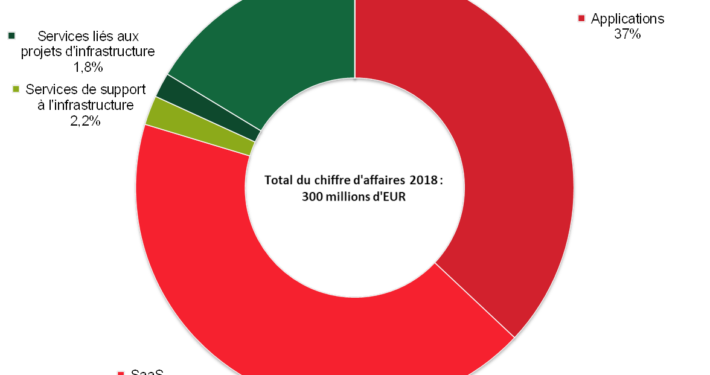 Applications
37%
Services liés aux
projets d'infrastructure
1,8%
Services de support
à l'infrastructure
2,2%
Total du chiffre d'affaires 2018 :
300 millions d'EUR
SaaS